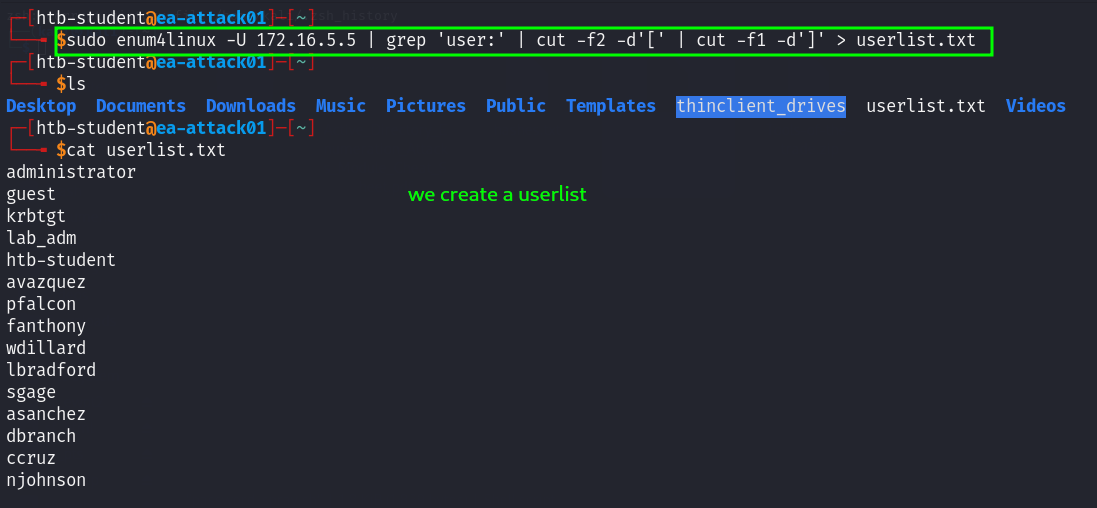 ┌─[htb-student@ea-attack01]─[~]
└──╼ $sudo enum4linux -U 172.16.5.5 | grep 'user:' | cut -f2 -d'[' | cut -f1 -d']' > userlist.txt
┌─[htb-student@ea-attack01]─[~]
└──╼ $ls
Desktop Documents Downloads Music Pictures Public Templates thinclient_drives userlist.txt Videos
┌─[htb-student@ea-attack01]─[~]
└──╼ $cat userlist.txt
administrator
guest
we create a userlist
krbtgt
lab_adm
htb-student
avazquez
pfalcon
fanthony
wdillard
lbradford
sgage
asanchez
dbranch
ccruz
njohnson